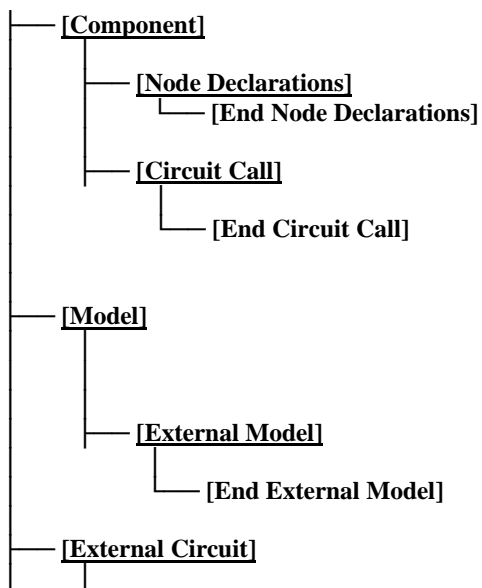 [Component]
[Node Declarations]
[End Node Declarations]
[Circuit Call]
[End Circuit Call]
[Model]
[External Model]
[End External Model]
[External Circuit]